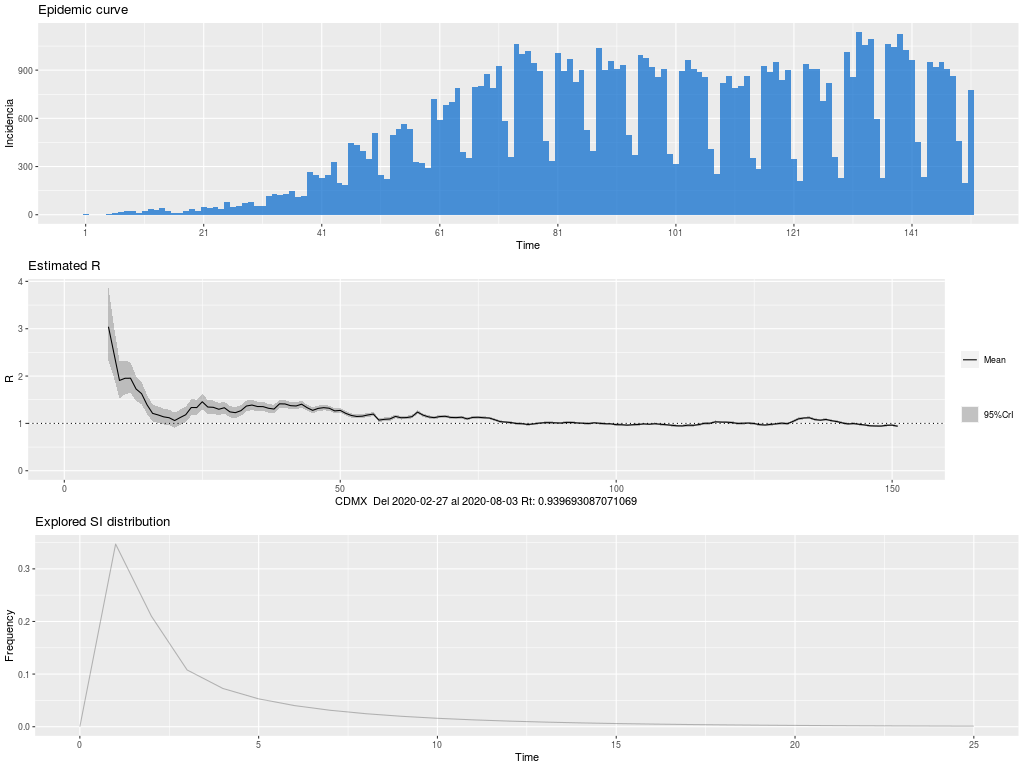 Epidemic curve
Incidencia
900
600
300
0
1 21 41 61 81 101 121 141
Time
Estimated R
R
4
3
2
1
0
0 50 100 150
CDMX Del 2020-02-27 al 2020-08-03 Rt: 0.939693087071069
Mean
95%CrI
Explored SI distribution
Frequency
0.3
0.2
0.1
0.0
0 5 10 15 20 25
Time